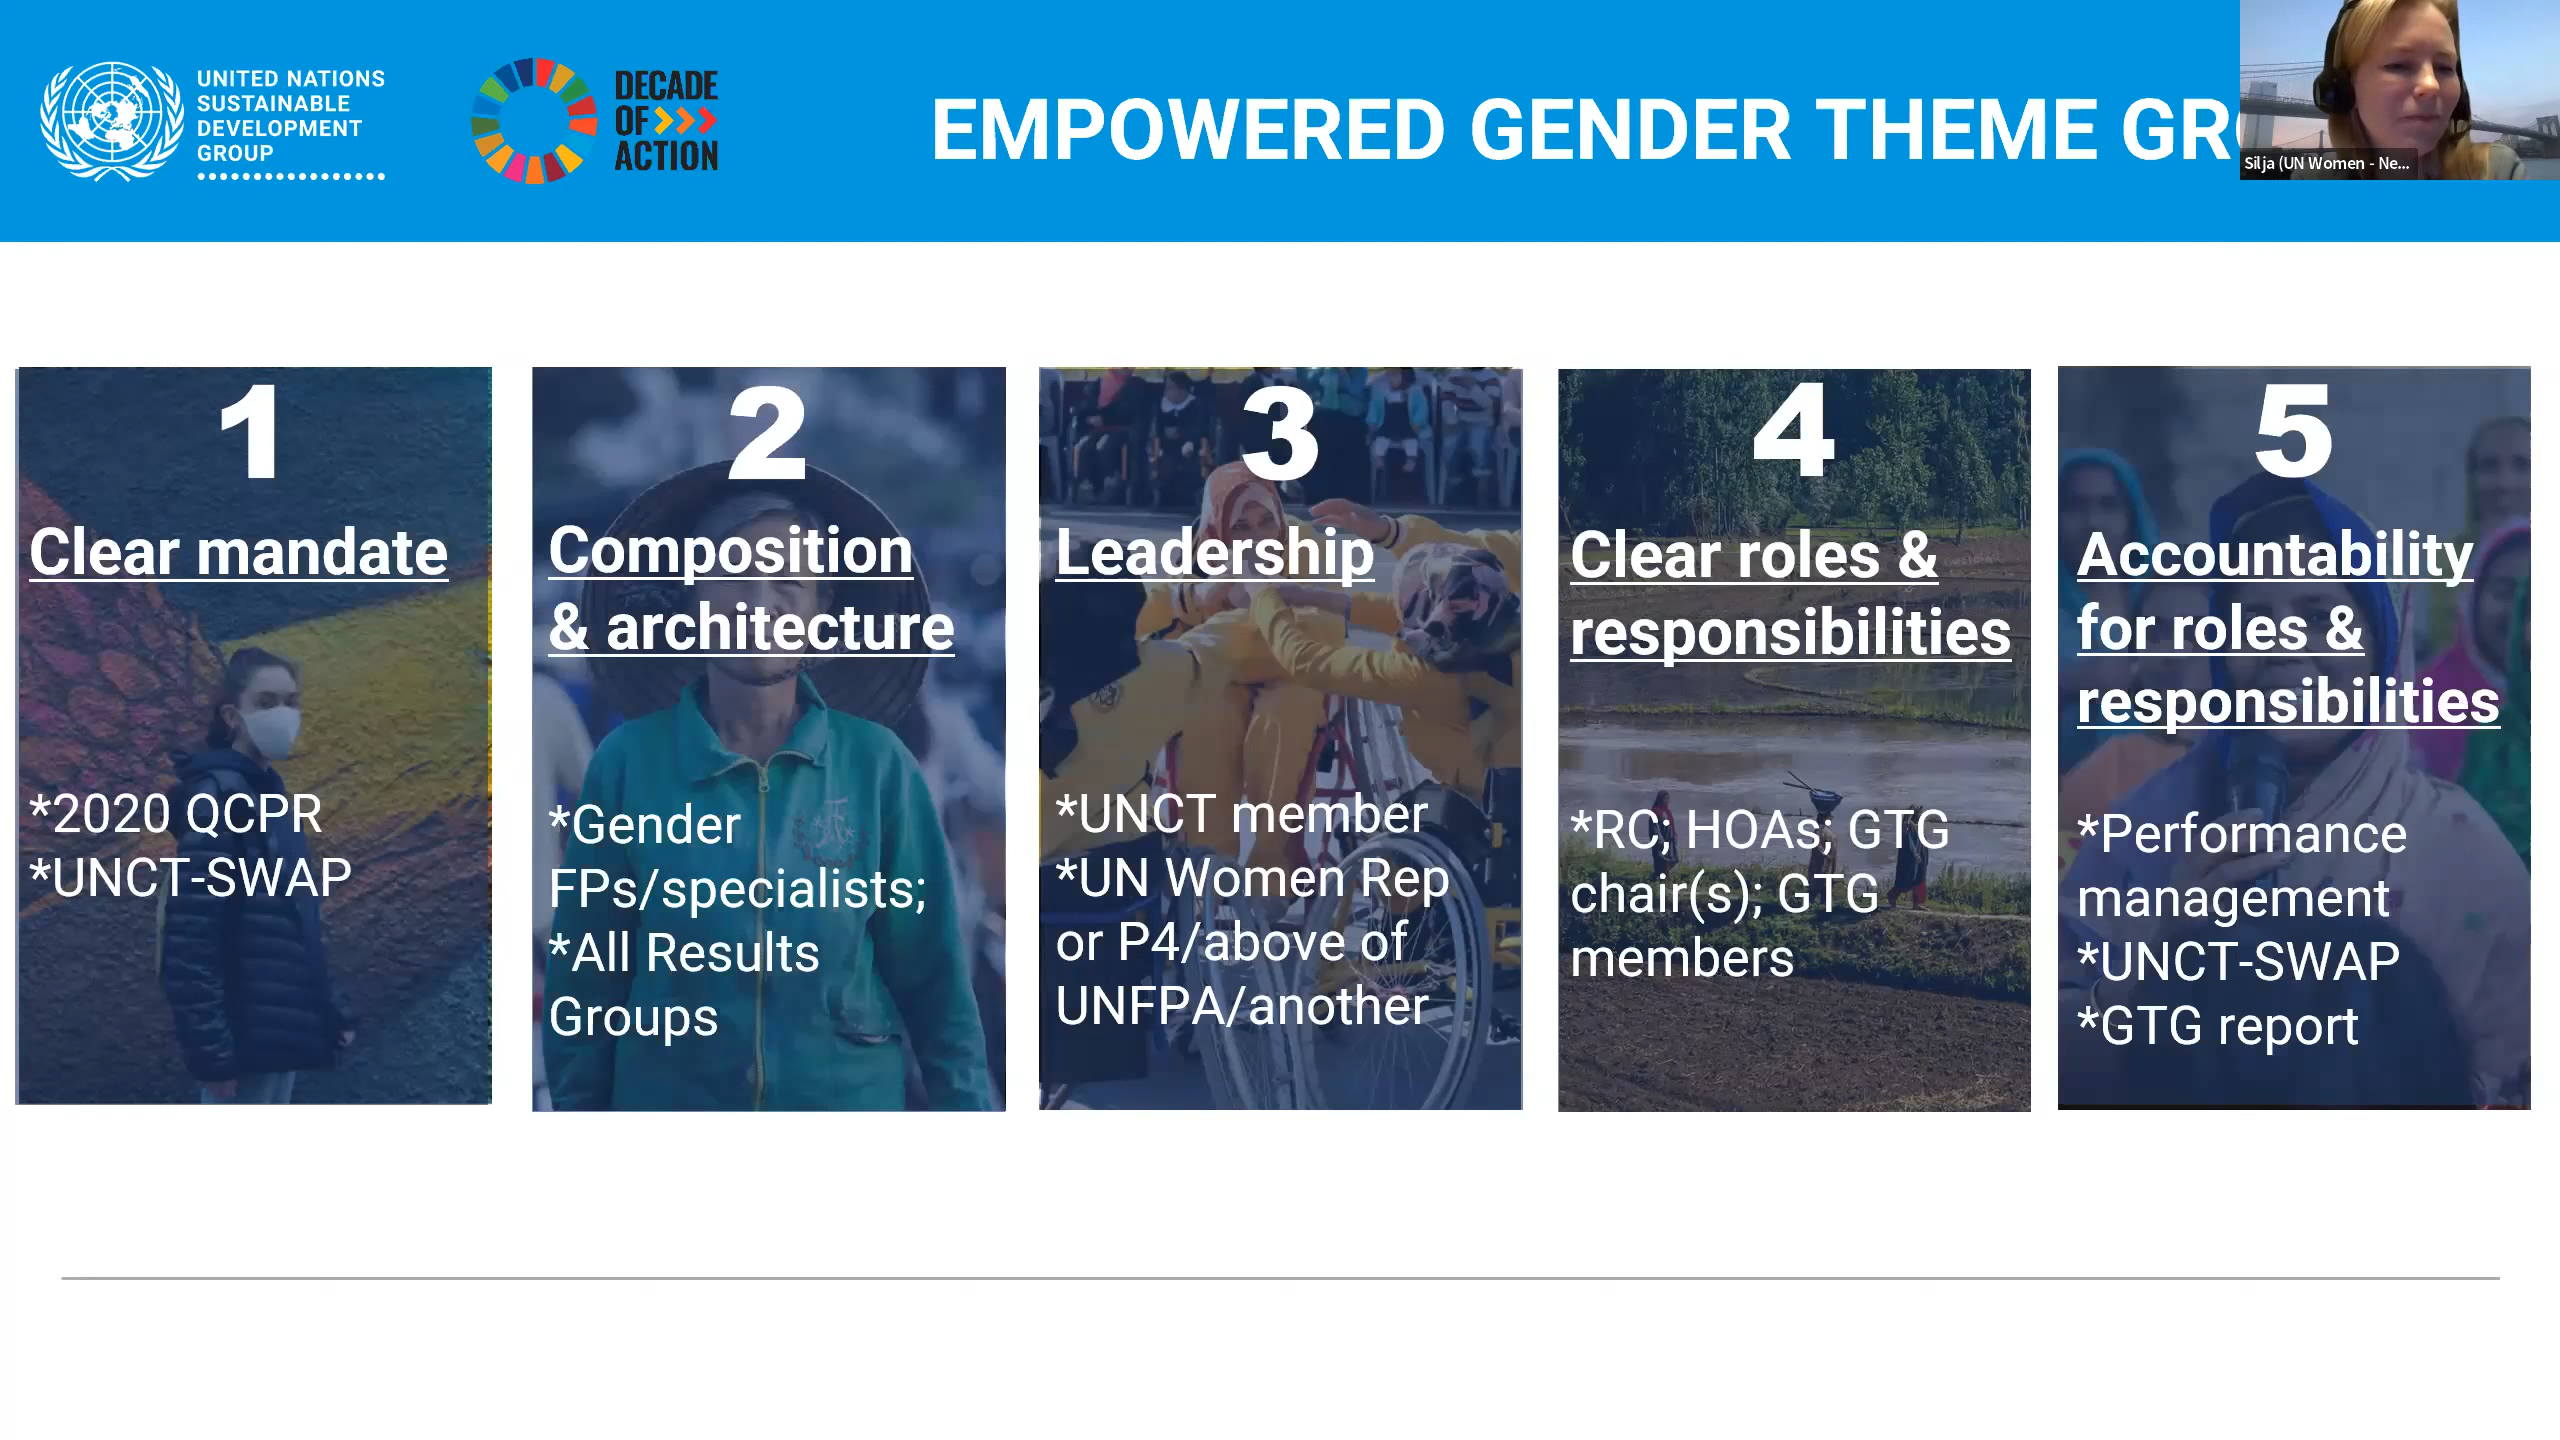 UNITED NATIONS
SUSTAINABLE
DEVELOPMENT
GROUP
DECADE
OF
ACTION
EMPOWERED GENDER THEME
Silja (UN Women - Ne...
1
Clear mandate
*2020 QCPR
*UNCT-SWAP
2
Composition
& architecture
*Gender
FPs/specialists;
*All Results
Groups
3
Leadership
*UNCT member
*UN Women Rep
or P4/above of
UNFPA/another
4
Clear roles &
responsibilities
*RC; HOAs; GTG
chair(s); GTG
members
5
Accountability
for roles &
responsibilities
*Performance
management
*UNCT-SWAP
*GTG report